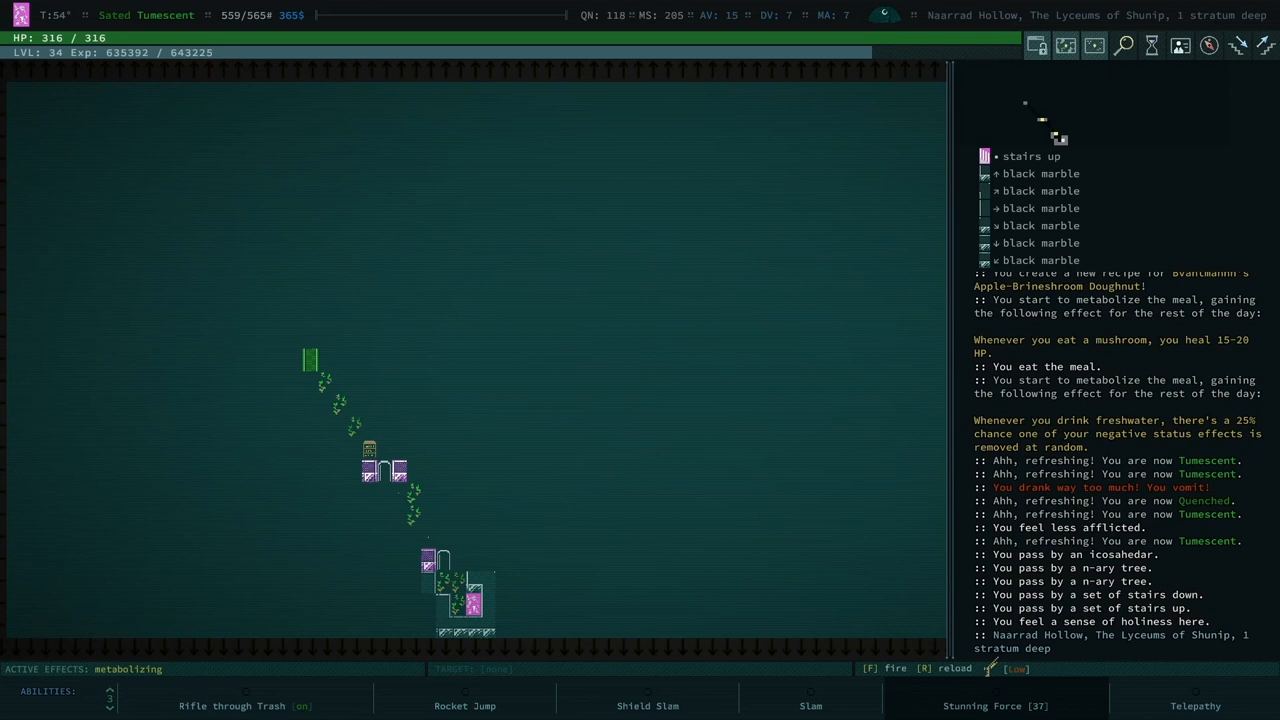 T:54° :: Sated Tumescent :: 559/565# 365$ QN: 118 :: MS: 205 :: AV: 15 :: DV: 7 :: MA: 7 :: Naarrad Hollow, The Lyceums of Shunip, 1 stratum deep
HP: 316 / 316
LVL: 34 Exp: 635392 / 643225
stairs up
↑ black marble
↗ black marble
→ black marble
↘ black marble
↓ black marble
↙ black marble
:: You create a new recipe for Bvantmannn's
Apple-Brineshroom Doughnut!
:: You start to metabolize the meal, gaining
the following effect for the rest of the day:
Whenever you eat a mushroom, you heal 15-20
HP.
:: You eat the meal.
:: You start to metabolize the meal, gaining
the following effect for the rest of the day:
Whenever you drink freshwater, there's a 25%
chance one of your negative status effects is
removed at random.
:: Ahh, refreshing! You are now Tumescent.
:: Ahh, refreshing! You are now Tumescent.
:: You drank way too much! You vomit!
:: Ahh, refreshing! You are now Quenched.
:: Ahh, refreshing! You are now Tumescent.
:: You feel less afflicted.
:: Ahh, refreshing! You are now Tumescent.
:: You pass by an icosahedar.
:: You pass by a n-ary tree.
:: You pass by a n-ary tree.
:: You pass by a set of stairs down.
:: You pass by a set of stairs up.
:: You feel a sense of holiness here.
:: Naarrad Hollow, The Lyceums of Shunip, 1
stratum deep
ACTIVE EFFECTS: metabolizing
TARGET: [none]
[F] fire [R] reload [Low]
ABILITIES: 3 Rifle through Trash [on] Rocket Jump Shield Slam Slam Stunning Force [37] Telepathy